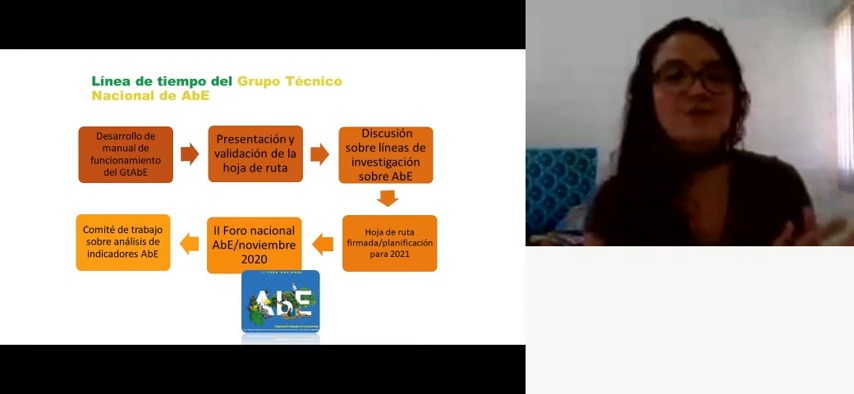 Línea de tiempo del Grupo Técnico
Nacional de AbE
Desarrollo de
manual de
funcionamiento
del GtAbE
Presentación y
validación de la
hoja de ruta
Discusión
sobre líneas de
investigación
sobre AbE
Hoja de ruta
firmada/planificación
para 2021
II Foro nacional
AbE/noviembre
2020
Comité de trabajo
sobre análisis de
indicadores AbE
AbE